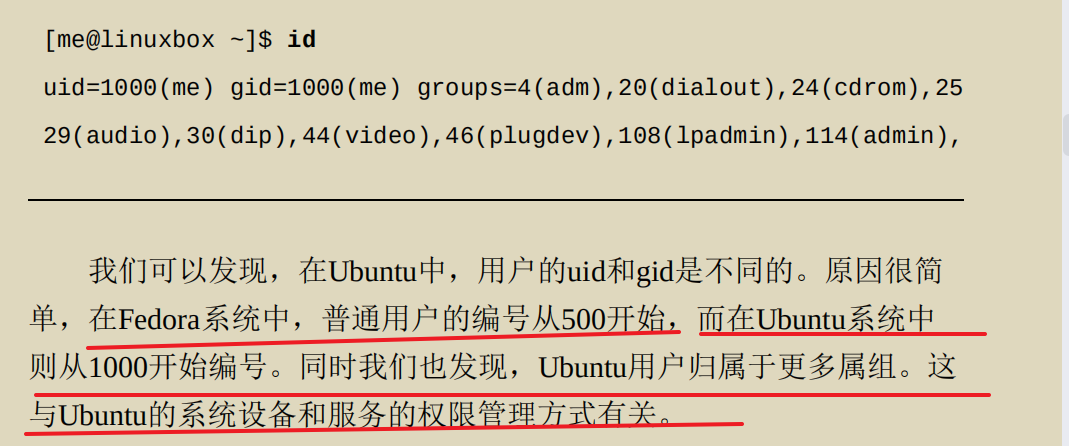 [me@linuxbox ~]$ id
uid=1000(me) gid=1000(me) groups=4(adm),20(dialout),24(cdrom),25
29(audio),30(dip),44(video),46(plugdev),108(lpadmin),114(admin),
我们可以发现，在Ubuntu中，用户的uid和gid是不同的。原因很简
单，在Fedora系统中，普通用户的编号从500开始，而在Ubuntu系统中
则从1000开始编号。同时我们也发现，Ubuntu用户归属于更多属组。这
与Ubuntu的系统设备和服务的权限管理方式有关。